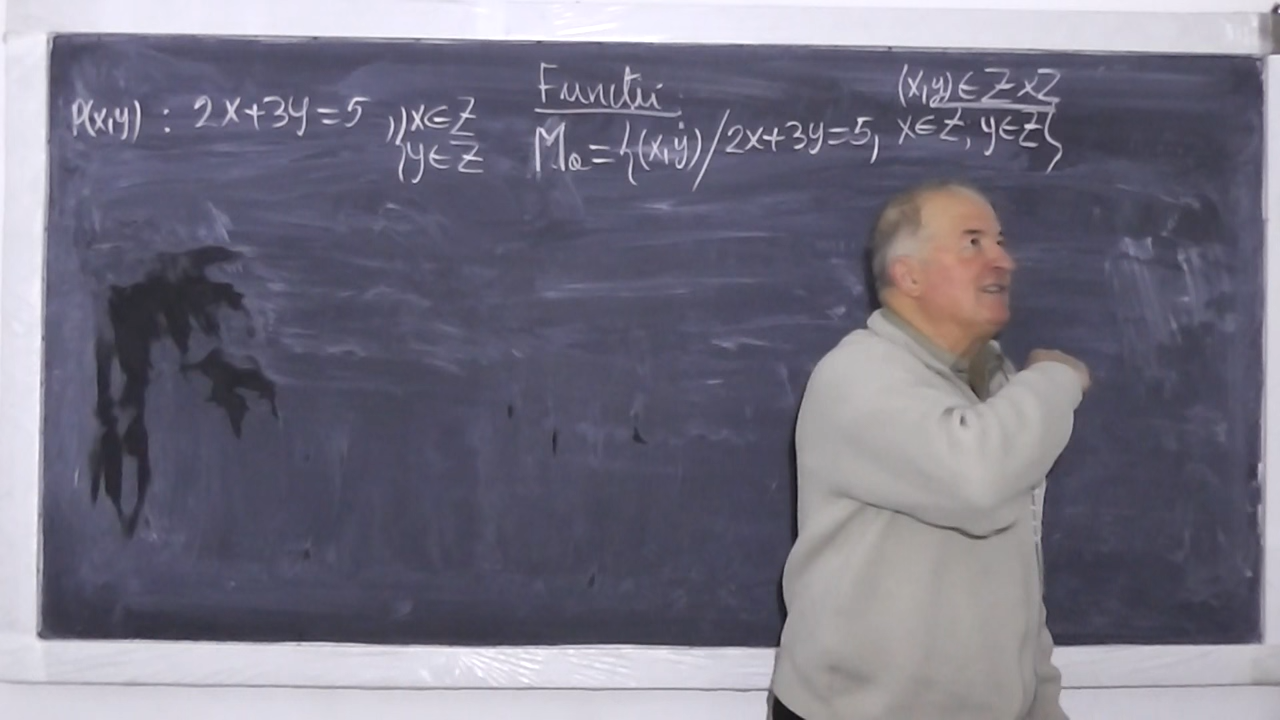 Functii
P(x,y) : 2x+3y=5 , } x∈Z
{ y∈Z
(x,y)∈Z×Z
Ma={(x,y)/2x+3y=5, x∈Z, y∈Z}